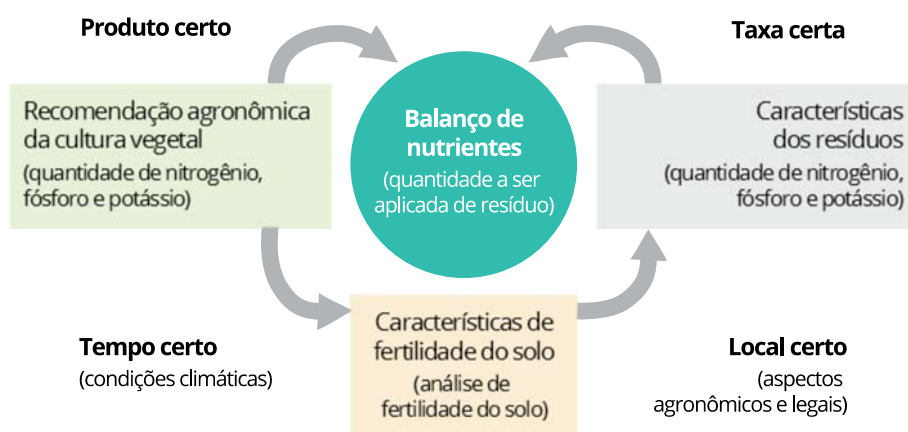 Produto certo
Taxa certa
Recomendação agronômica
da cultura vegetal
(quantidade de nitrogênio,
fósforo e potássio)
Balanço de
nutrientes
(quantidade a ser
aplicada de resíduo)
Características
dos resíduos
(quantidade de nitrogênio,
fósforo e potássio)
Tempo certo
(condições climáticas)
Características de
fertilidade do solo
(análise de
fertilidade do solo)
Local certo
(aspectos
agronômicos e legais)